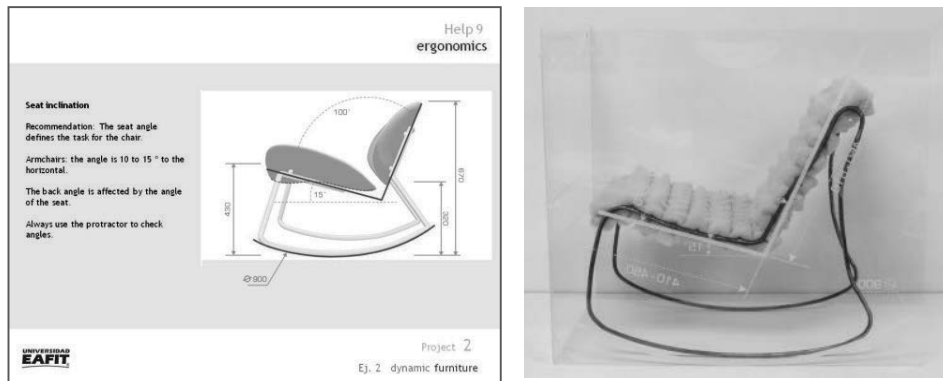 Help 9
ergonomics
Seat inclination
Recommendation: The seat angle
defines the task for the chair.
Armchairs: the angle is 10 to 15 ° to the
horizontal.
The back angle is affected by the angle
of the seat.
Always use the protractor to check
angles.
100°
15°
430
320
670
⌀ 900
UNIVERSIDAD
EAFIT
Project 2
Ej. 2 dynamic furniture
15
410-450